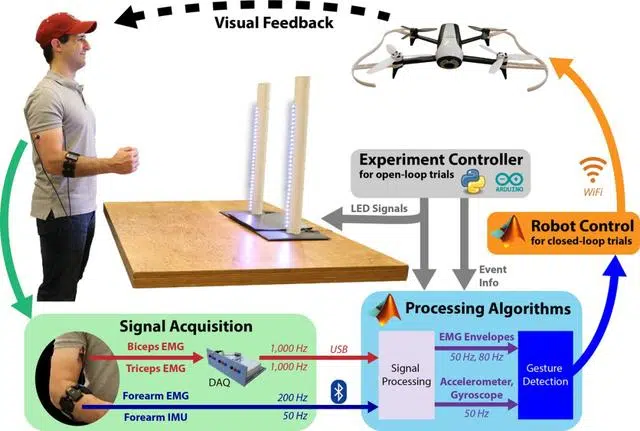 Visual Feedback
Experiment Controller
for open-loop trials
ARDUINO
WiFi
LED Signals
Robot Control
for closed-loop trials
Event
Info
Signal Acquisition
Biceps EMG
1,000 Hz
USB
Triceps EMG
1,000 Hz
DAQ
Forearm EMG
200 Hz
Forearm IMU
50 Hz
Processing Algorithms
Signal
Processing
EMG Envelopes
50 Hz, 80 Hz
Accelerometer,
Gyroscope
50 Hz
Gesture
Detection